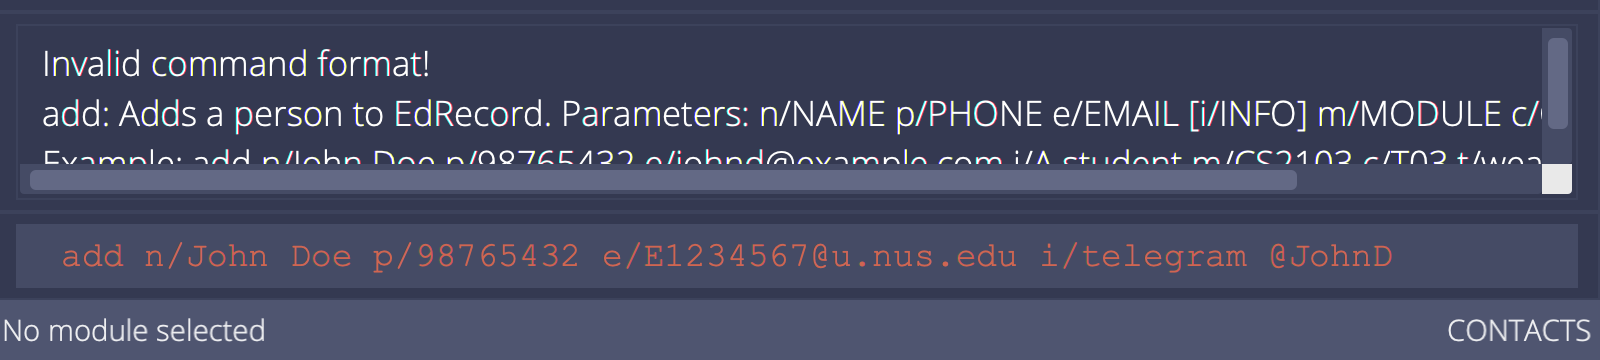 Invalid command format!
add: Adds a person to EdRecord. Parameters: n/NAME p/PHONE e/EMAIL [i/INFO] m/MODULE c/
Example: add n/John Doe p/98765432 e/johnd@example.com i/A student m/CS2103 c/T03 t/wea
add n/John Doe p/98765432 e/E1234567@u.nus.edu i/telegram @JohnD
No module selected
CONTACTS